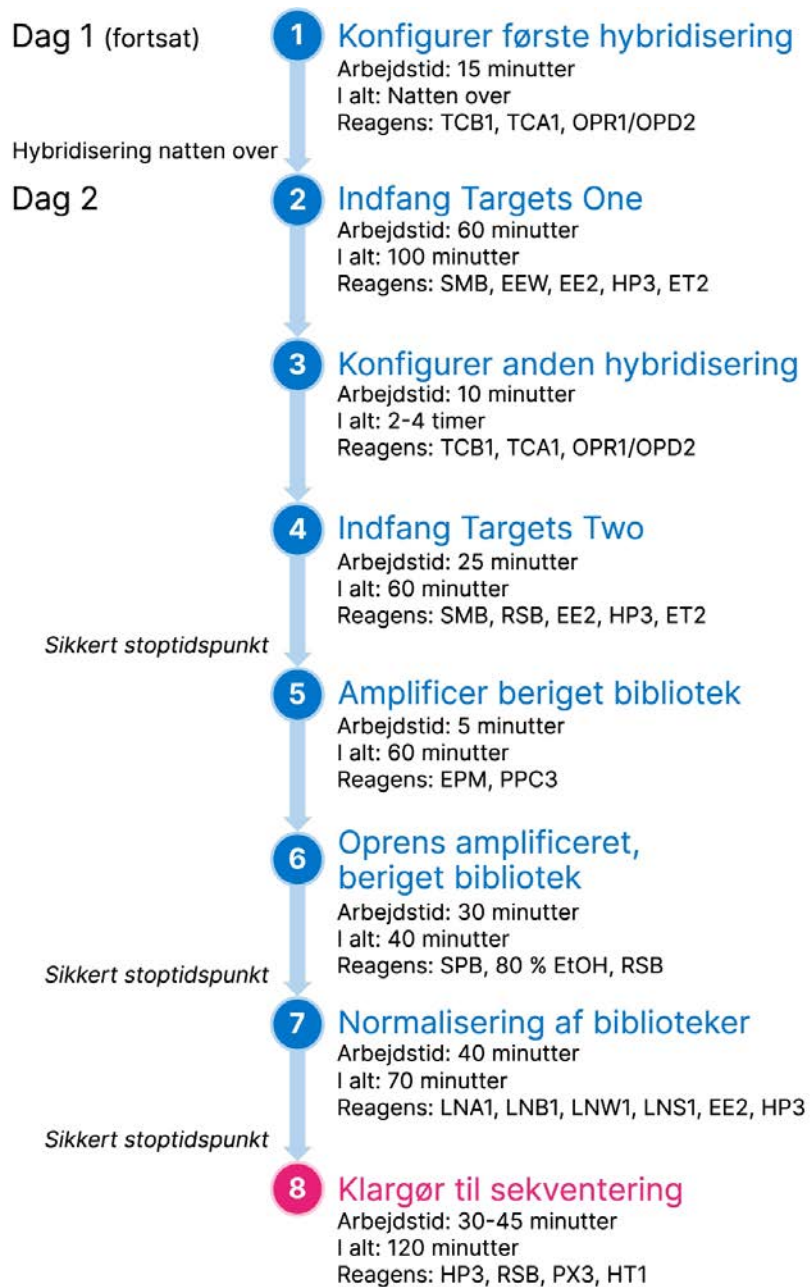 Dag 1 (fortsat)
1 Konfigurer første hybridisering
Arbejdstid: 15 minutter
I alt: Natten over
Reagens: TCB1, TCA1, OPR1/OPD2
Hybridisering natten over
Dag 2
2 Indfang Targets One
Arbejdstid: 60 minutter
I alt: 100 minutter
Reagens: SMB, EEW, EE2, HP3, ET2
3 Konfigurer anden hybridisering
Arbejdstid: 10 minutter
I alt: 2-4 timer
Reagens: TCB1, TCA1, OPR1/OPD2
4 Indfang Targets Two
Arbejdstid: 25 minutter
I alt: 60 minutter
Reagens: SMB, RSB, EE2, HP3, ET2
Sikkert stoptidspunkt
5 Amplificer beriget bibliotek
Arbejdstid: 5 minutter
I alt: 60 minutter
Reagens: EPM, PPC3
6 Oprens amplificeret,
beriget bibliotek
Arbejdstid: 30 minutter
I alt: 40 minutter
Reagens: SPB, 80 % EtOH, RSB
Sikkert stoptidspunkt
7 Normalisering af biblioteker
Arbejdstid: 40 minutter
I alt: 70 minutter
Reagens: LNA1, LNB1, LNW1, LNS1, EE2, HP3
Sikkert stoptidspunkt
8 Klargør til sekventering
Arbejdstid: 30-45 minutter
I alt: 120 minutter
Reagens: HP3, RSB, PX3, HT1